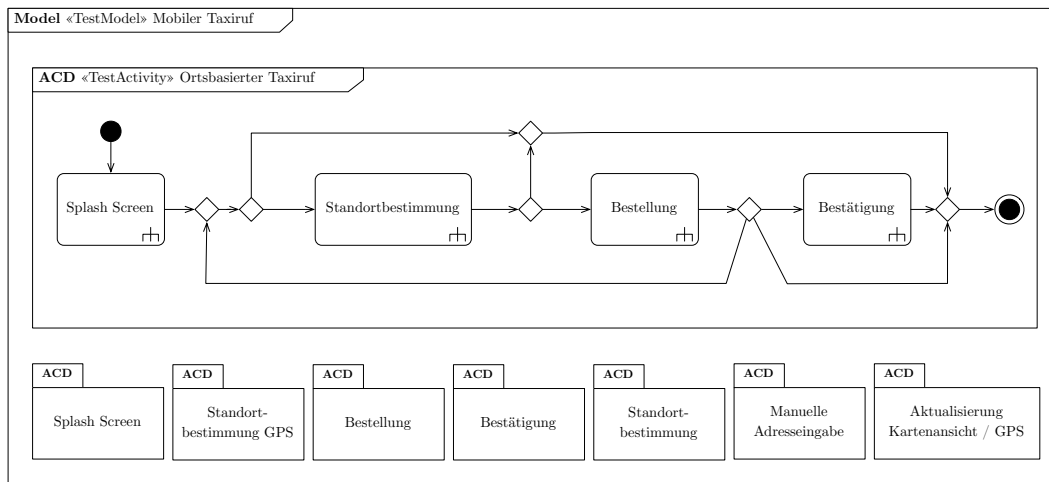 Model «TestModel» Mobiler Taxiruf
ACD «TestActivity» Ortsbasierter Taxiruf
Splash Screen
Standortbestimmung
Bestellung
Bestätigung
ACD
Splash Screen
ACD
Standort-
bestimmung GPS
ACD
Bestellung
ACD
Bestätigung
ACD
Standort-
bestimmung
ACD
Manuelle
Adresseingabe
ACD
Aktualisierung
Kartenansicht / GPS